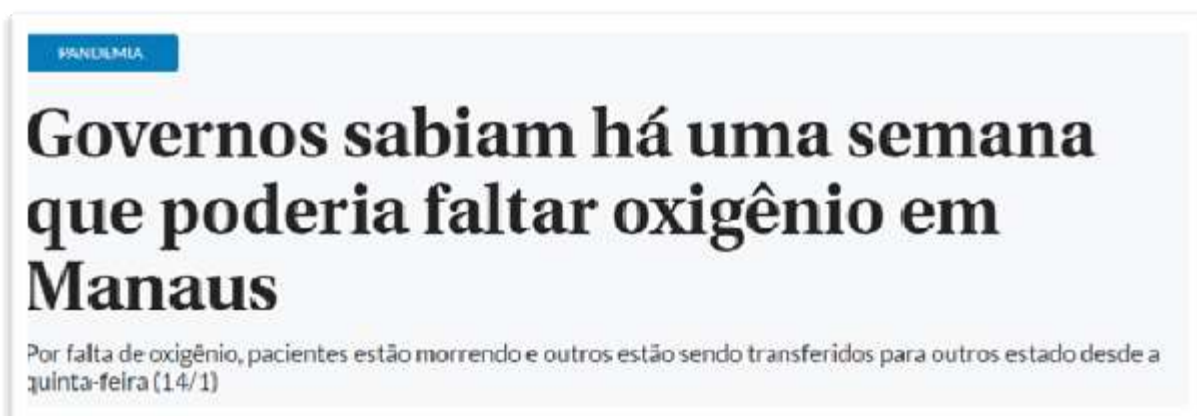 PANDEMIA
Governos sabiam há uma semana
que poderia faltar oxigênio em
Manaus
Por falta de oxigênio, pacientes estão morrendo e outros estão sendo transferidos para outros estado desde a
quinta-feira (14/1)